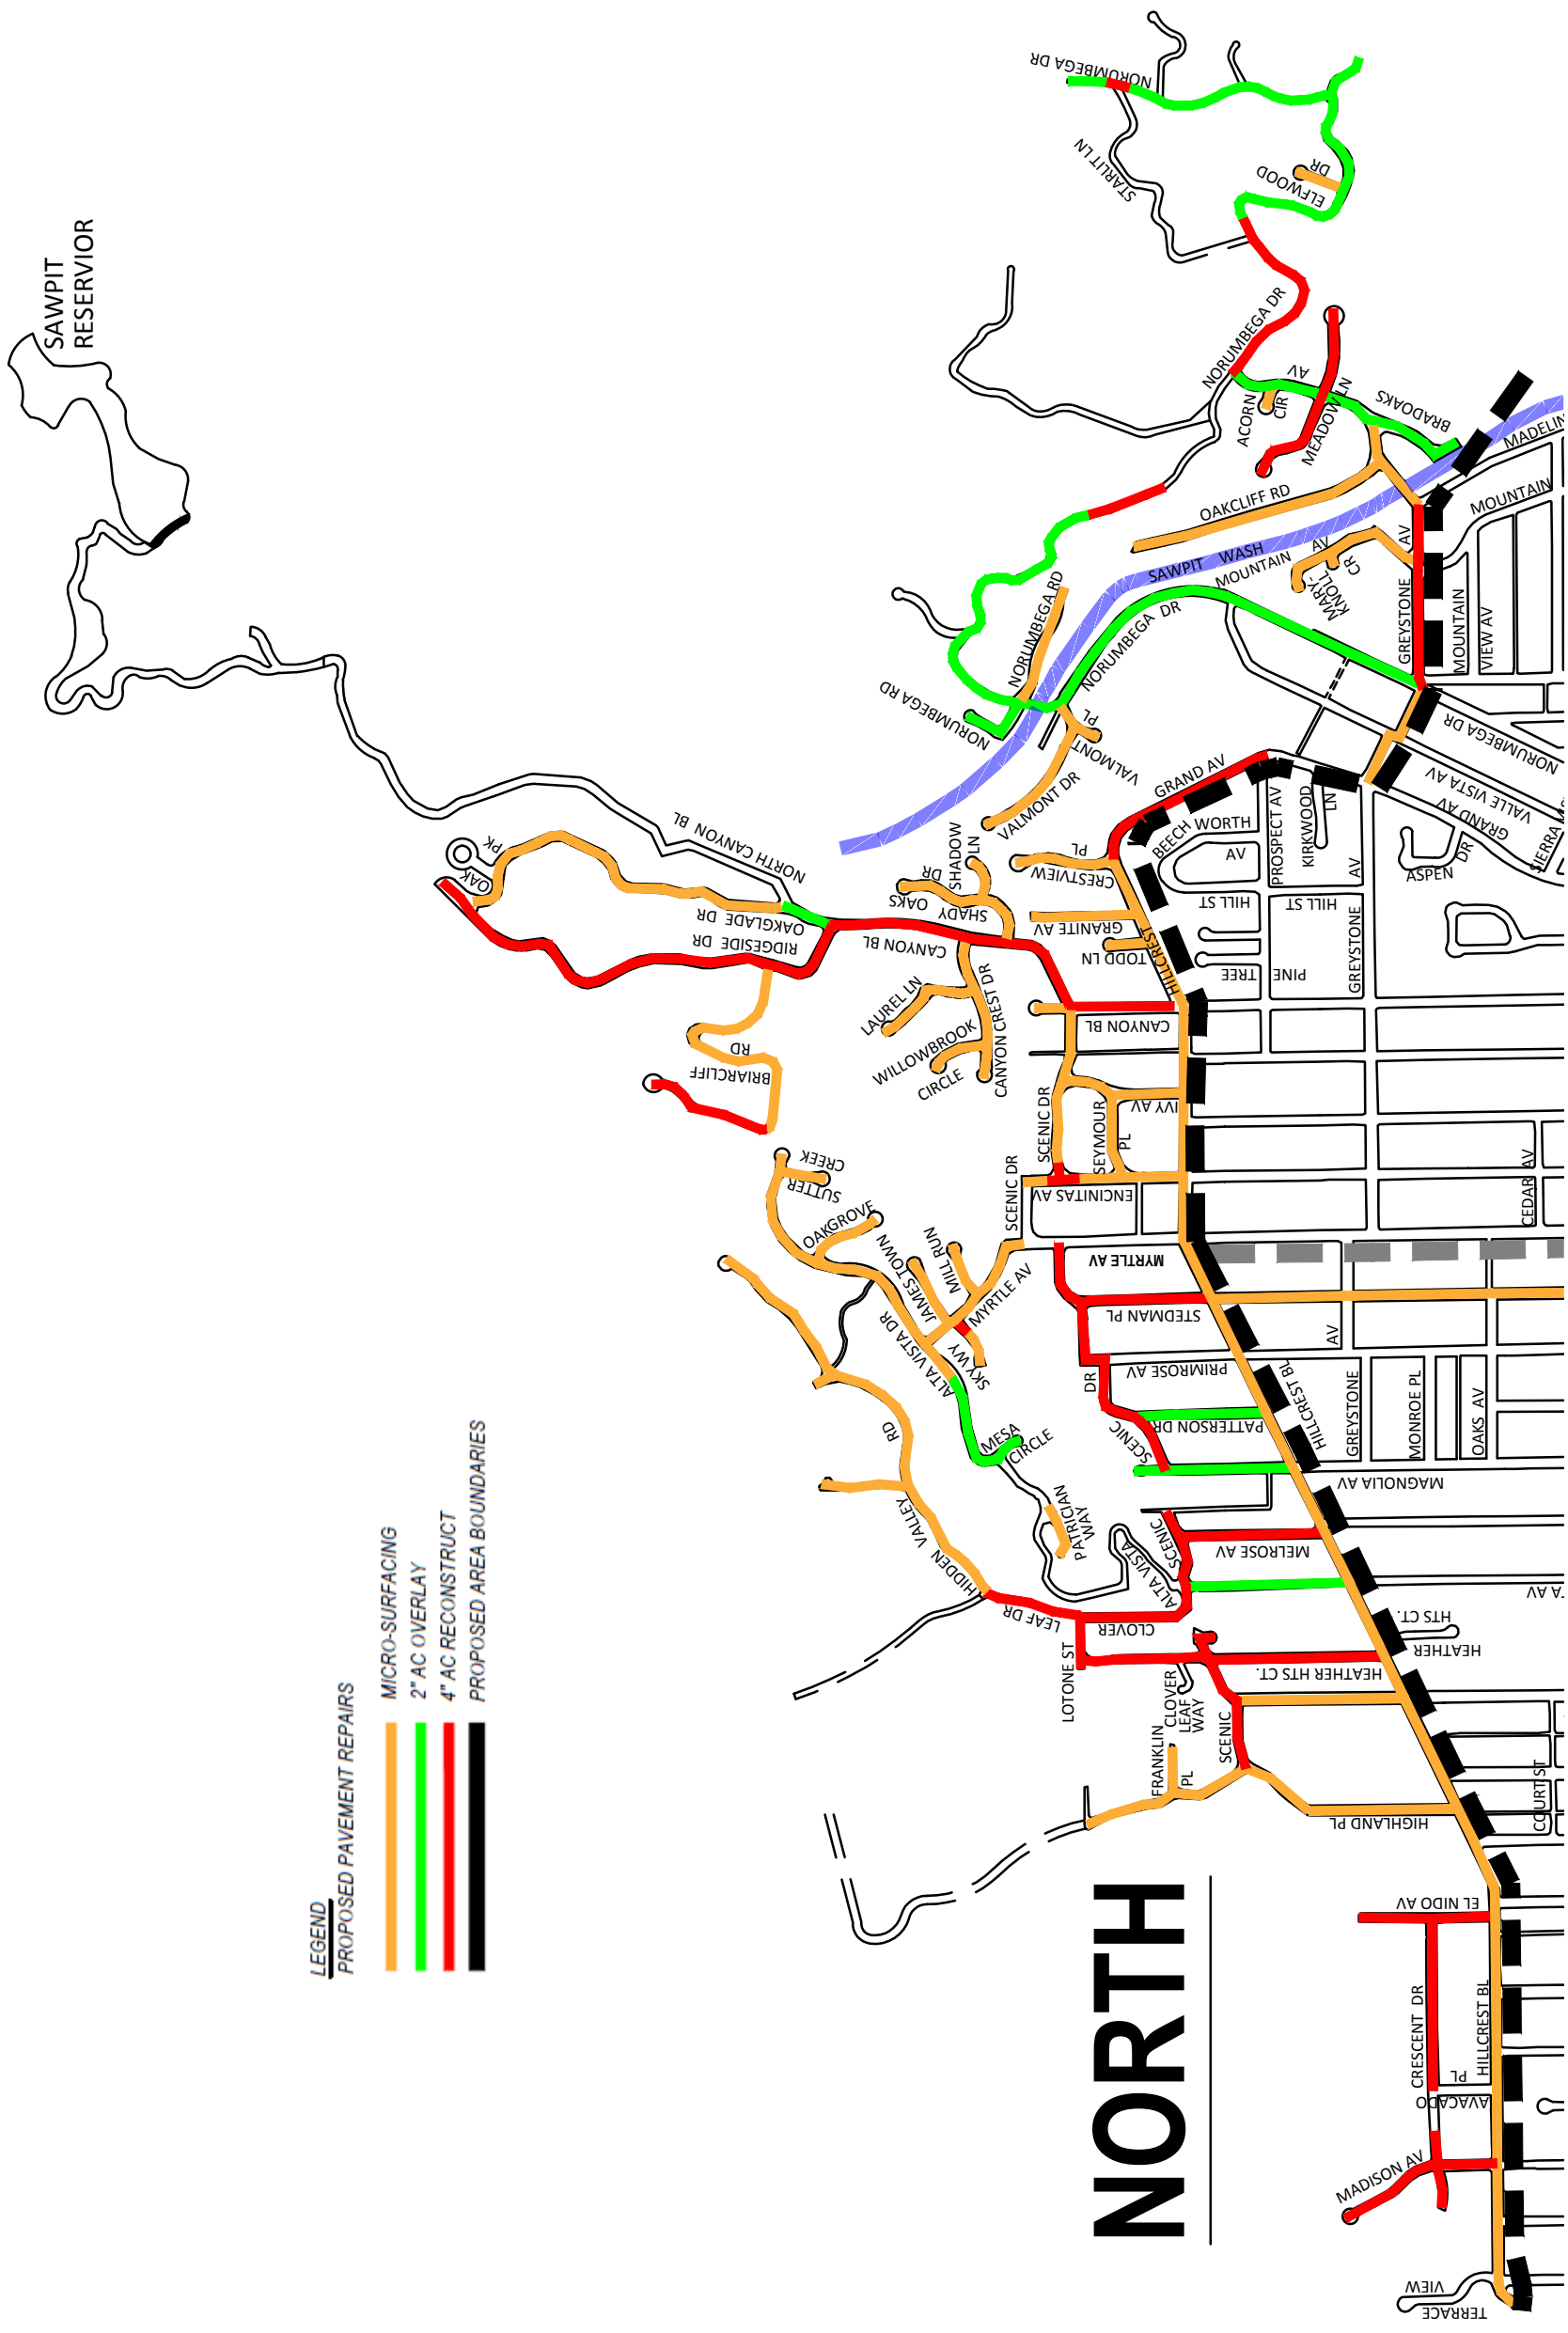 SAWPIT
RESERVIOR
NORUMBEGA DR
STARLIT LN
ELFWOOD
DR
NORUMBEGA DR
ACORN
CIR
AV
MEADOW LN
BRADOAKS
MADELIN
MOUNTAIN
OAKCLIFF RD
SAWPIT WASH
MOUNTAIN AV
MARY-
KNOLL
CR
GREYSTONE AV
MOUNTAIN
VIEW AV
NORUMBEGA RD
NORUMBEGA DR
NORUMBEGA RD
VALMONT
PL
VALMONT DR
NORUMBEGA DR
VALLE VISTA AV
GRAND AV
SIERRA
GRAND AV
BEECH WORTH
AV
PROSPECT AV
KIRKWOOD
LN
ASPEN
DR
HILL ST
HILL ST
GREYSTONE
AV
PINE TREE
NORTH CANYON BL
OAK
PK
OAKGLADE DR
RIDGESIDE DR
CANYON BL
SHADOW
LN
SHADY OAKS DR
CRESTVIEW
PL
GRANITE AV
TODD LN
HILLCREST
CANYON BL
LAUREL LN
WILLOWBROOK
CIRCLE
CANYON CREST DR
BRIARCLIFF
RD
SCENIC DR
SEYMOUR
PL
IVY AV
ENCINITAS AV
SCENIC DR
CEDAR AV
SUTTER
CREEK
OAKGROVE
JAMES TOWN
MILL RUN
MYRTLE AV
MYRTLE AV
SKY WY
ALTA VISTA DR
STEDMAN PL
PRIMROSE AV
DR
SCENIC
PATTERSON DR
HILLCREST BL
AV
GREYSTONE
MONROE PL
OAKS AV
MAGNOLIA AV
MESA
CIRCLE
PATRICIAN
WAY
HIDDEN VALLEY
RD
ALTA VISTA
SCENIC
MELROSE AV
CLOVER
LEAF DR
LOTONE ST
HEATHER
HTS CT.
HEATHER HTS CT.
CLOVER
LEAF
WAY
FRANKLIN
PL
SCENIC
HIGHLAND PL
COURT ST
EL NIDO AV
CRESCENT DR
HILLCREST BL
AVACADO
PL
MADISON AV
TERRACE
VIEW
NORTH
LEGEND
PROPOSED PAVEMENT REPAIRS
MICRO-SURFACING
2" AC OVERLAY
4" AC RECONSTRUCT
PROPOSED AREA BOUNDARIES